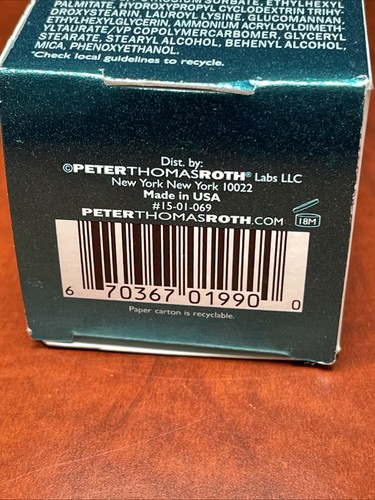 PALMITATE, HYDROXYPROPYL CYCLODEXTRIN TRIHY-
DROXYSTEARIN, LAUROYL LYSINE, GLUCOMANNAN,
ETHYLHEXYLGLYCERIN, AMMONIUM ACRYLOYLDIMETH-
YLTAURATE/VP COPOLYMERCARBOMER, GLYCERYL
STEARATE, STEARYL ALCOHOL, BEHENYL ALCOHOL,
MICA, PHENOXYETHANOL.
*Check local guidelines to recycle.
Dist. by:
©PETERTHOMASROTH® Labs LLC
New York New York 10022
Made in USA
#15-01-069
PETERTHOMASROTH.COM
18M
6 70367 01990 0
Paper carton is recyclable.